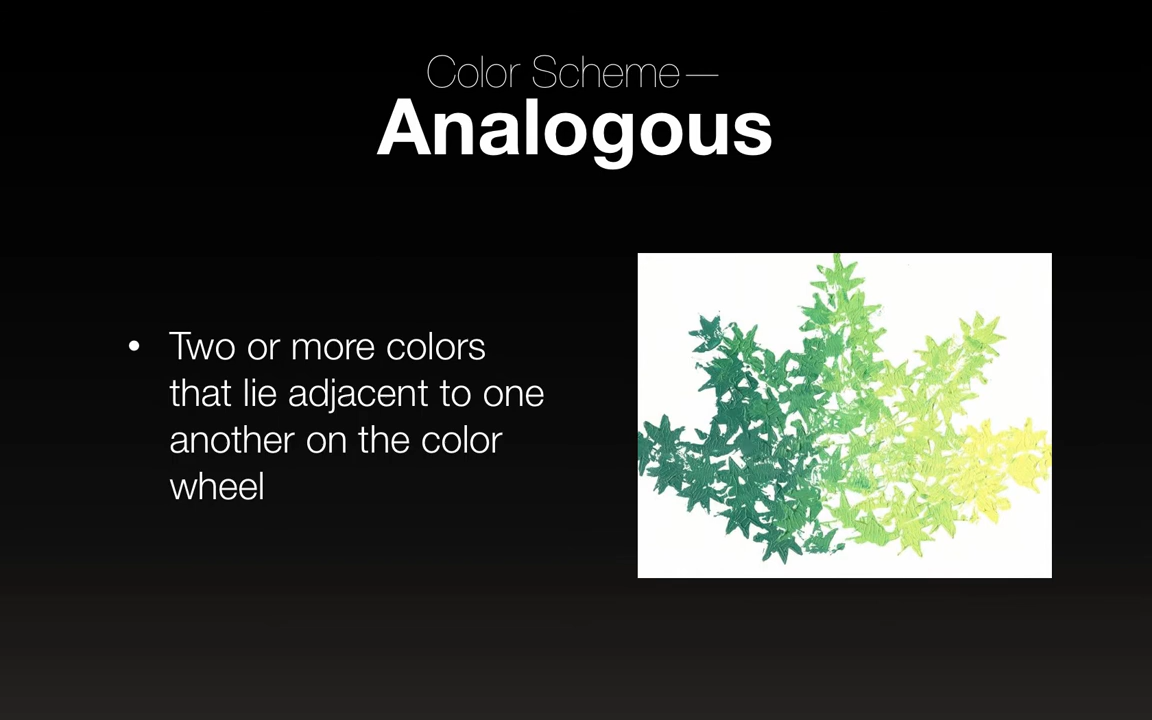 Color Scheme—
Analogous
• Two or more colors
that lie adjacent to one
another on the color
wheel